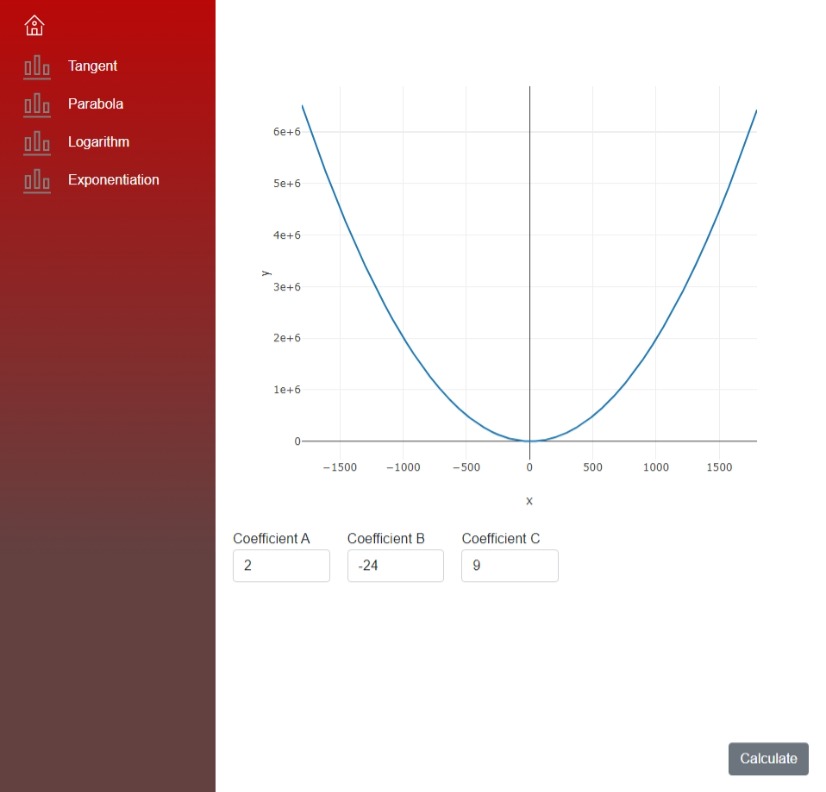 Tangent
Parabola
Logarithm
Exponentiation
6e+6
5e+6
4e+6
y
3e+6
2e+6
1e+6
0
−1500 −1000 −500 0 500 1000 1500
x
Coefficient A Coefficient B Coefficient C
2 -24 9
Calculate